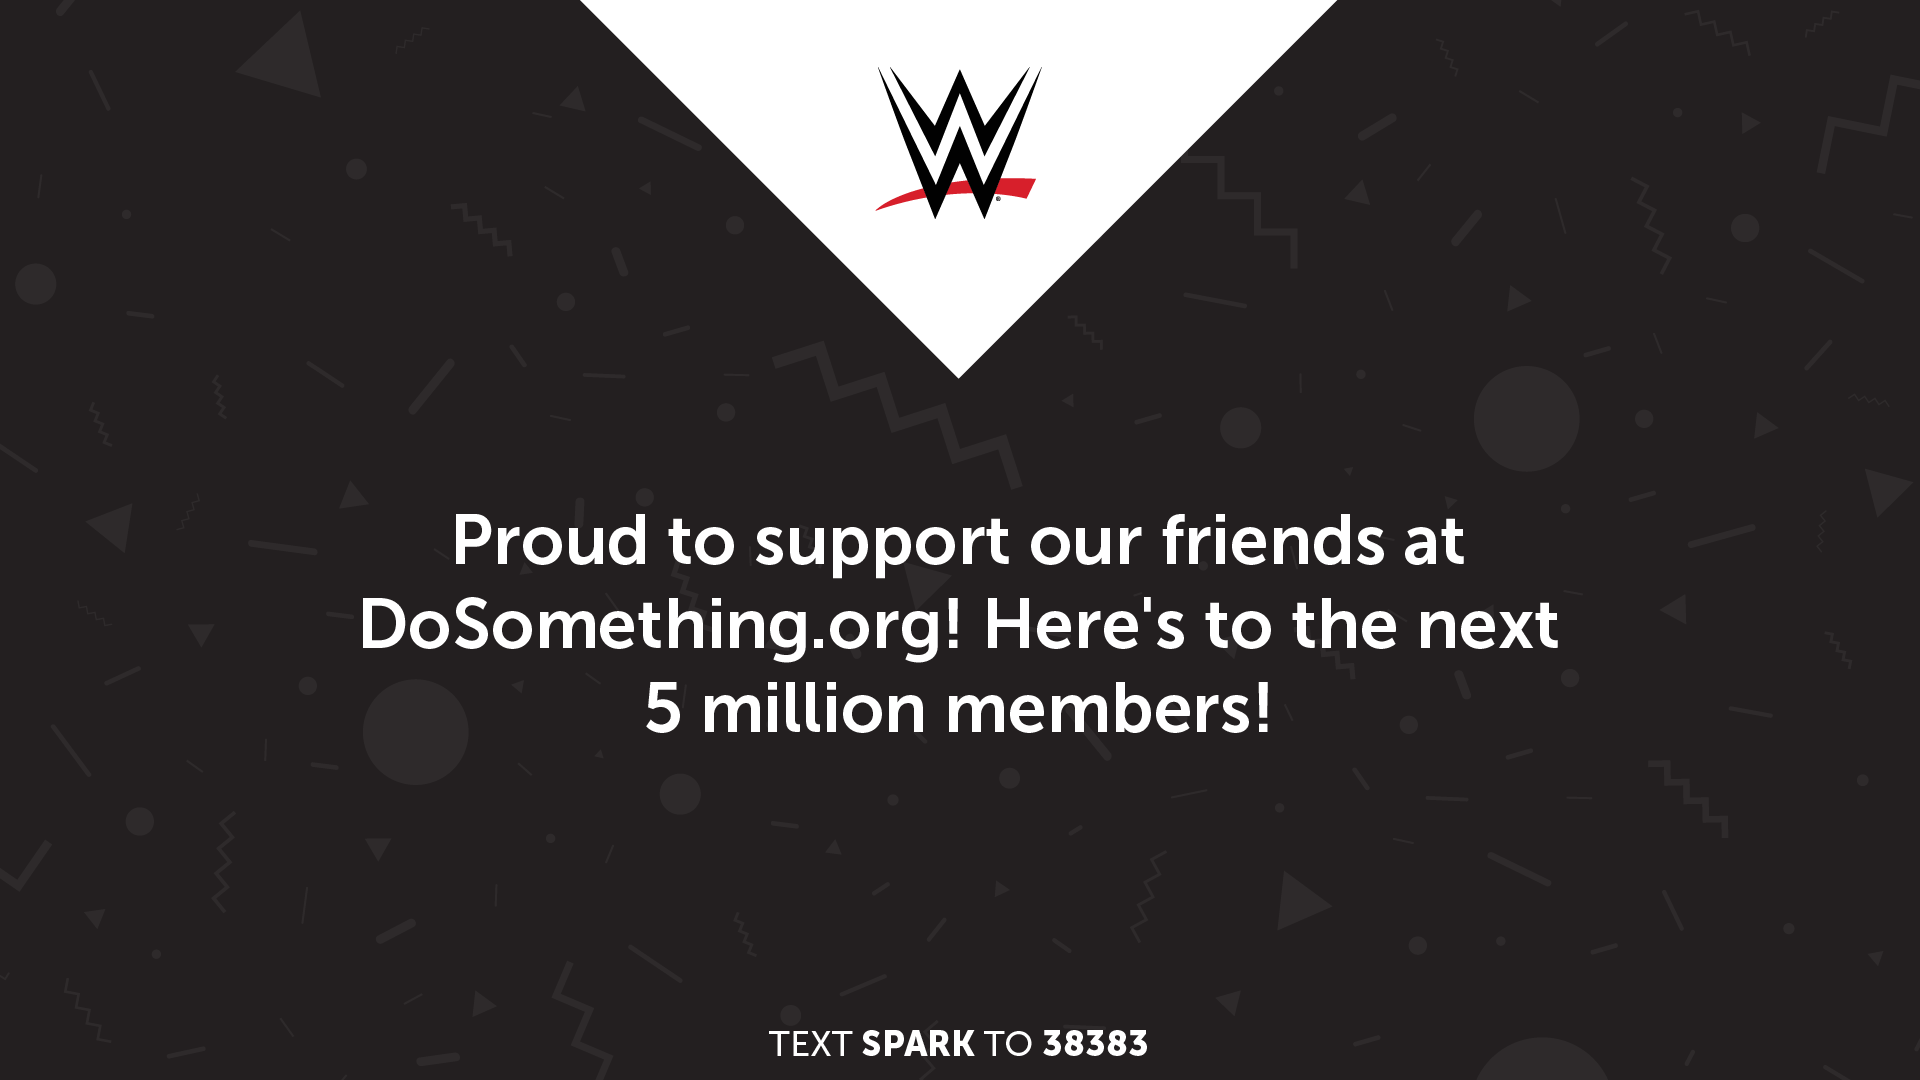 W
Proud to support our friends at
DoSomething.org! Here's to the next
5 million members!
TEXT SPARK TO 38383